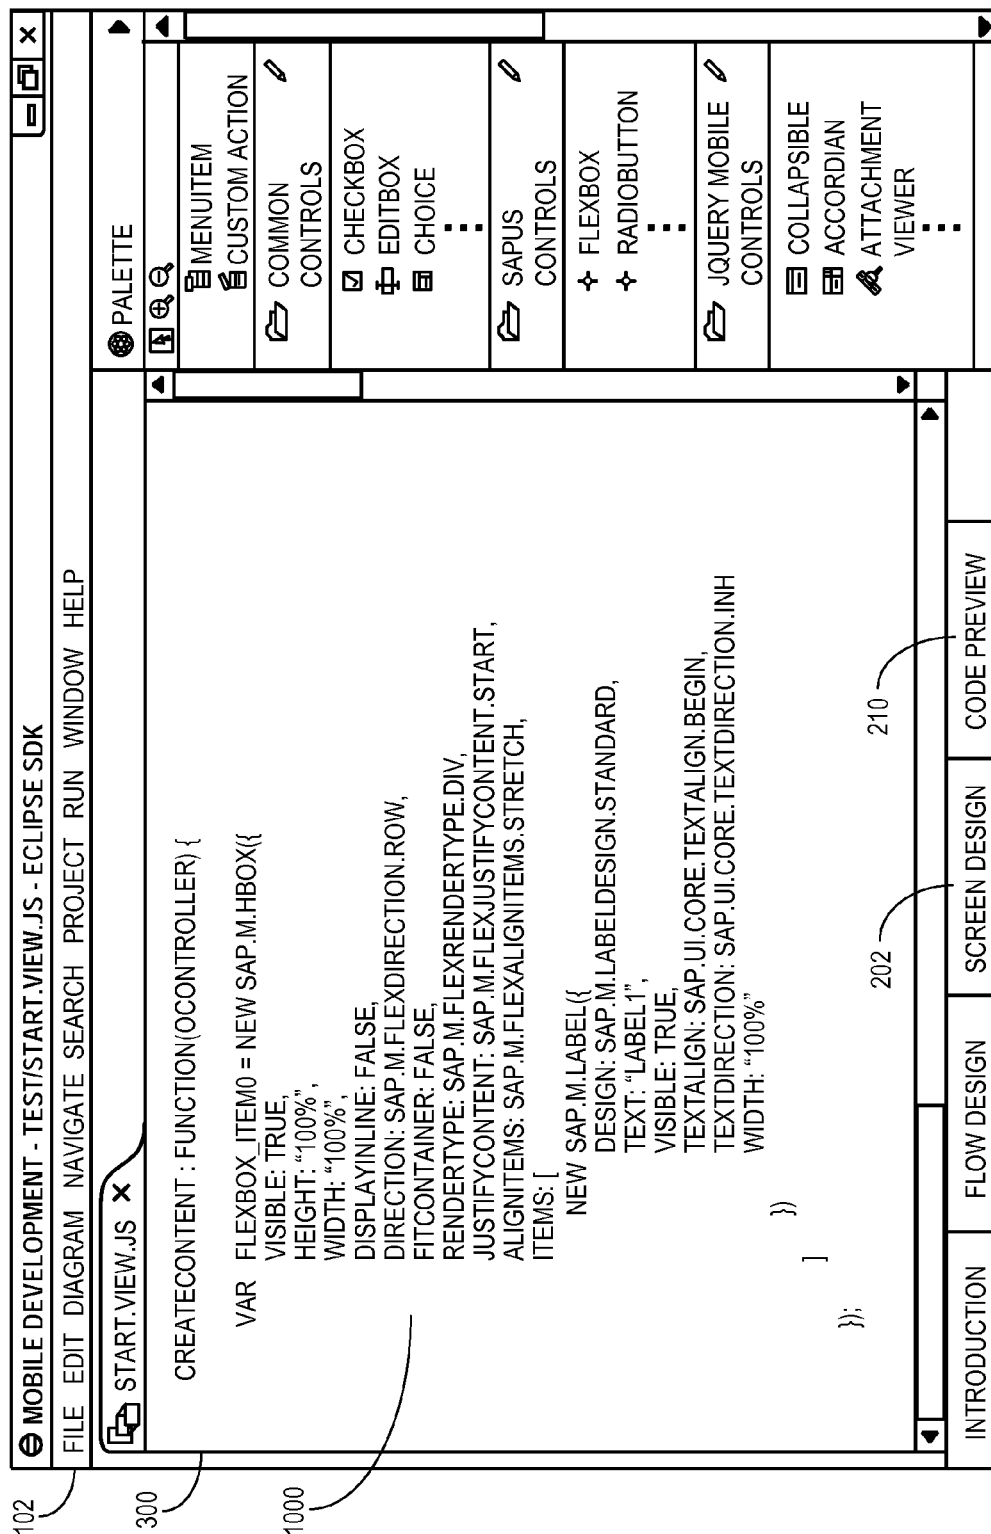 MOBILE DEVELOPMENT - TEST/START.VIEW.JS - ECLIPSE SDK
FILE EDIT DIAGRAM NAVIGATE SEARCH PROJECT RUN WINDOW HELP
102
START.VIEW.JS
300
CREATECONTENT : FUNCTION(OCONTROLLER) {
VAR FLEXBOX_ITEM0 = NEW SAP.M.HBOX({
VISIBLE: TRUE,
HEIGHT: “100%”,
WIDTH: “100%”,
DISPLAYINLINE: FALSE,
DIRECTION: SAP.M.FLEXDIRECTION.ROW,
FITCONTAINER: FALSE,
RENDERTYPE: SAP.M.FLEXRENDERTYPE.DIV,
JUSTIFYCONTENT: SAP.M.FLEXJUSTIFYCONTENT.START,
ALIGNITEMS: SAP.M.FLEXALIGNITEMS.STRETCH,
ITEMS: [
NEW SAP.M.LABEL({
DESIGN: SAP.M.LABELDESIGN.STANDARD,
TEXT: “LABEL1”,
VISIBLE: TRUE,
TEXTALIGN: SAP.UI.CORE.TEXTALIGN.BEGIN,
TEXTDIRECTION: SAP.UI.CORE.TEXTDIRECTION.INH
WIDTH: “100%”
})
]
});
1000
PALETTE
MENUITEM
CUSTOM ACTION
COMMON
CONTROLS
CHECKBOX
EDITBOX
CHOICE
SAPUS
CONTROLS
FLEXBOX
RADIOBUTTON
JQUERY MOBILE
CONTROLS
COLLAPSIBLE
ACCORDIAN
ATTACHMENT
VIEWER
202
210
INTRODUCTION
FLOW DESIGN
SCREEN DESIGN
CODE PREVIEW